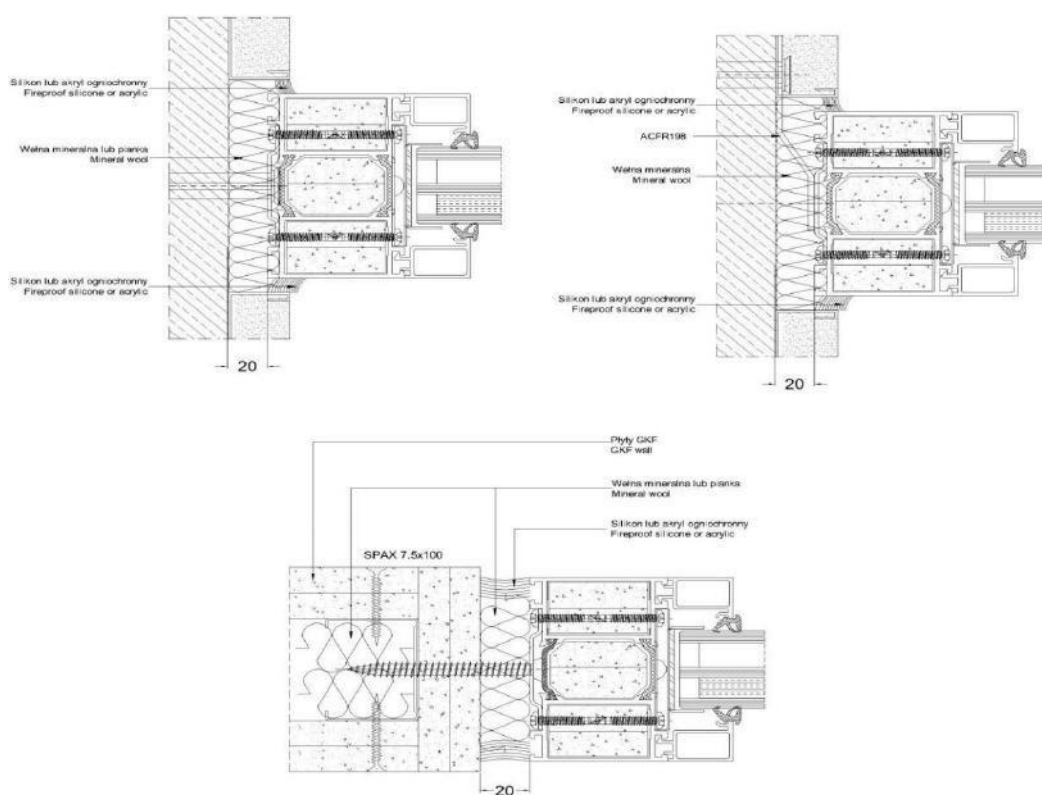 Silikon lub akryl ogniochronny
Fireproof silicone or acrylic
Wełna mineralna lub pianka
Mineral wool
Silikon lub akryl ogniochronny
Fireproof silicone or acrylic
20
Silikon lub akryl ogniochronny
Fireproof silicone or acrylic
ACFR198
Wełna mineralna
Mineral wool
Silikon lub akryl ogniochronny
Fireproof silicone or acrylic
20
Płyty GKF
GKF wall
Wełna mineralna lub pianka
Mineral wool
Silikon lub akryl ogniochronny
Fireproof silicone or acrylic
SPAX 7.5x100
20